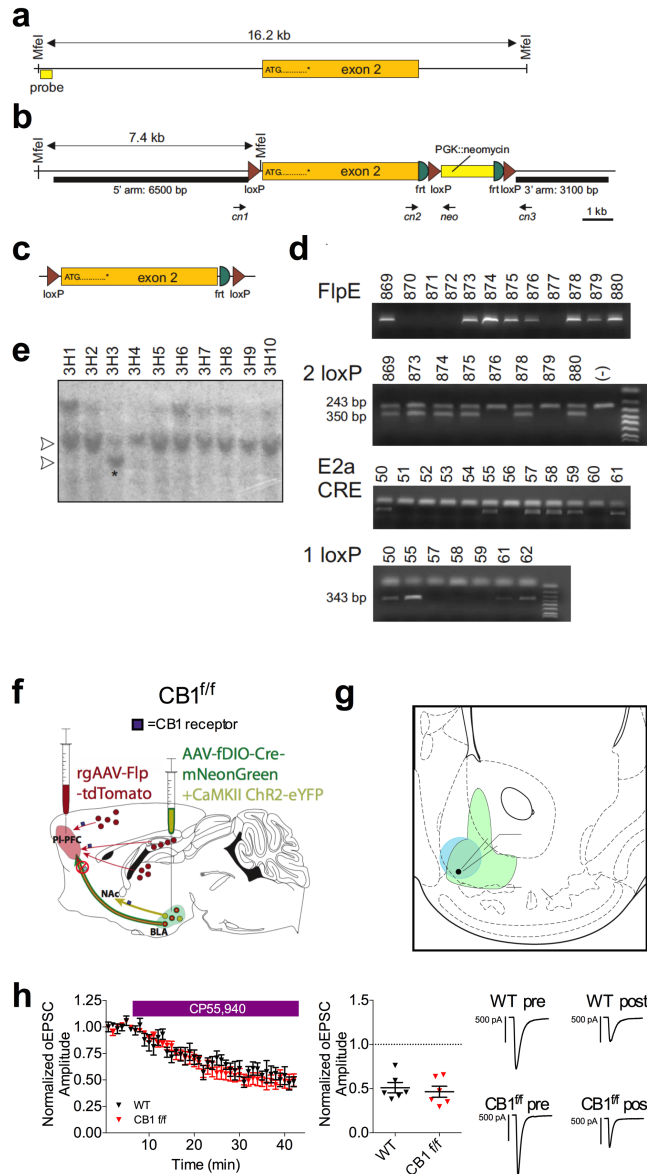 a
16.2 kb
MfeI
MfeI
ATG............*
exon 2
probe
b
7.4 kb
MfeI
MfeI
PGK::neomycin
ATG............*
exon 2
5' arm: 6500 bp
loxP
frt
loxP
frt
loxP
3' arm: 3100 bp
cn1
cn2
neo
cn3
1 kb
c
ATG............*
exon 2
loxP
frt
loxP
d
FlpE
869 870 871 872 873 874 875 876 877 878 879 880
2 loxP
869 873 874 875 876 878 879 880 (-)
243 bp
350 bp
E2a
CRE
50 51 52 53 54 55 56 57 58 59 60 61
1 loxP
50 55 57 58 59 61 62
343 bp
e
3H1 3H2 3H3 3H4 3H5 3H6 3H7 3H8 3H9 3H10
*
f
CB1f/f
=CB1 receptor
rgAAV-Flp
-tdTomato
AAV-fDIO-Cre-
mNeonGreen
+CaMKII ChR2-eYFP
Pl-PFC
NAc
BLA
g
h
CP55,940
Normalized oEPSC
Amplitude
1.25
1.00
0.75
0.50
0.25
0.00
WT
CB1 f/f
0 10 20 30 40
Time (min)
Normalized oEPSC
Amplitude
1.5
1.0
0.5
0.0
WT
CB1 f/f
WT pre
500 pA
WT post
500 pA
CB1f/f pre
500 pA
CB1f/f pos
500 pA